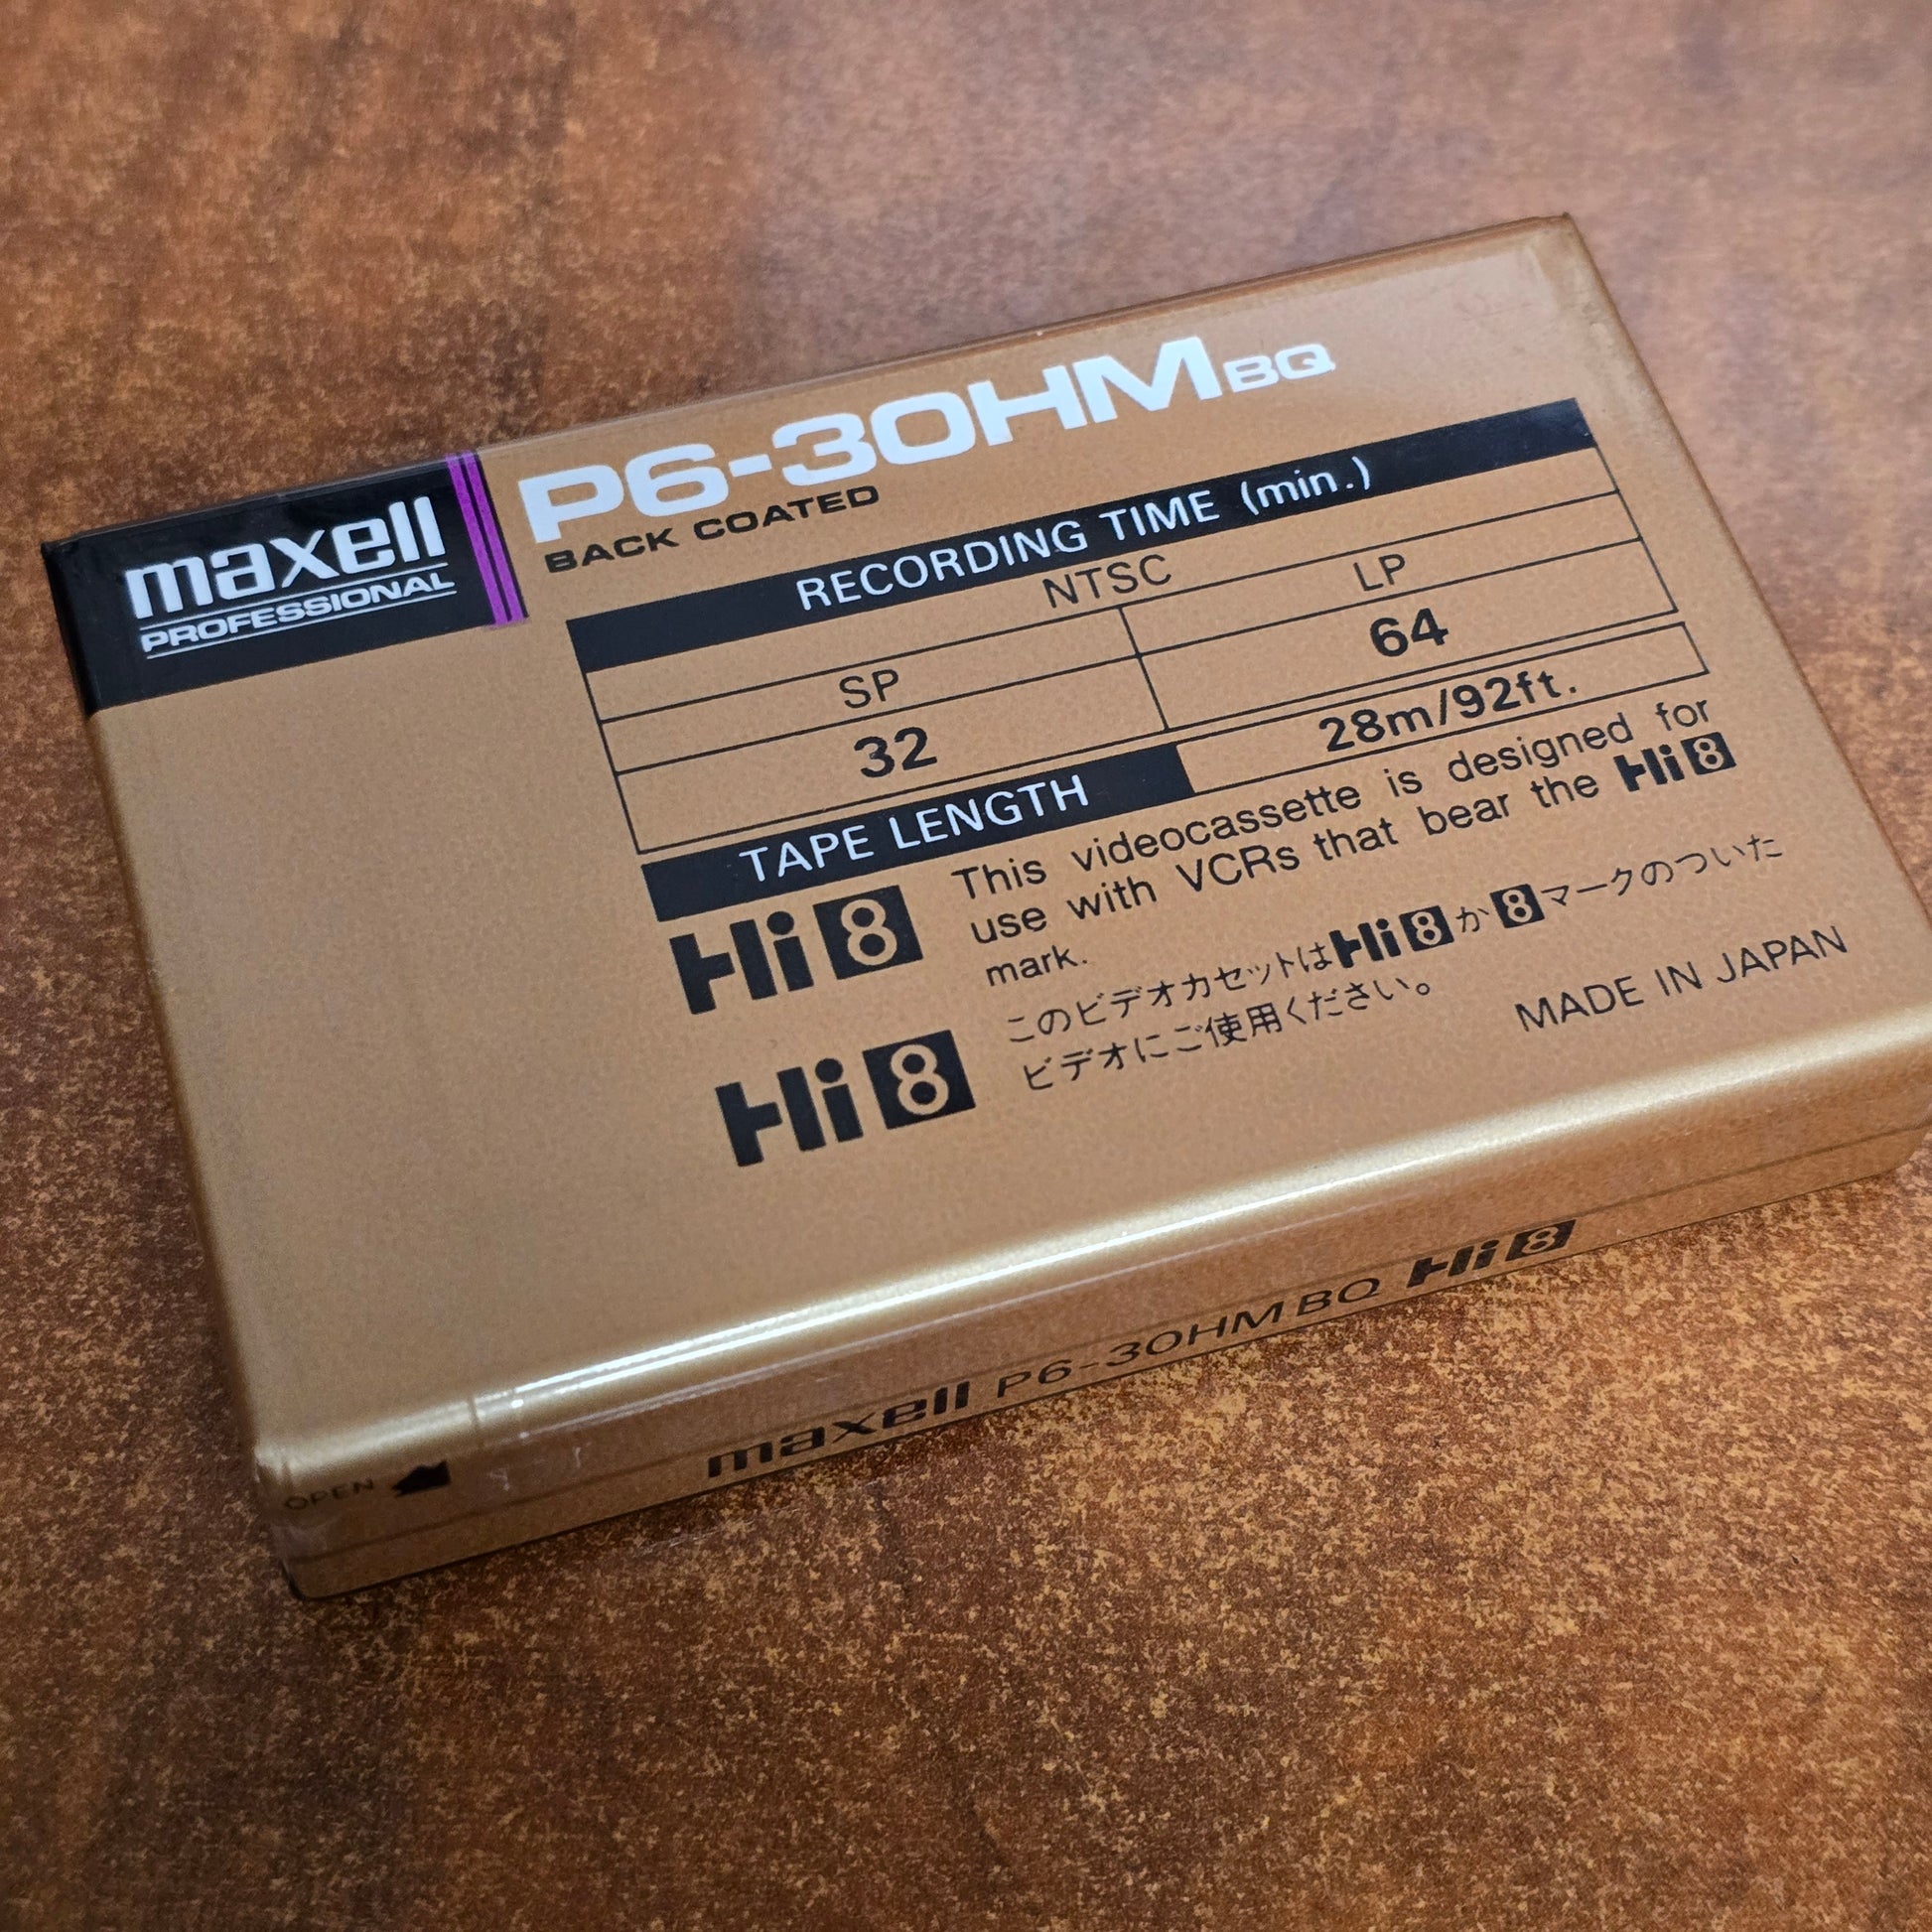 maxell
PROFESSIONAL
P6-30HM BQ
BACK COATED
RECORDING TIME (min.)
NTSC
SP LP
32 64
TAPE LENGTH 28m/92ft.
Hi8 This videocassette is designed for
use with VCRs that bear the Hi8
mark.
Hi8 このビデオカセットはHi8か8マークのついた
ビデオにご使用ください。
MADE IN JAPAN
OPEN
maxell P6-30HM BQ Hi8